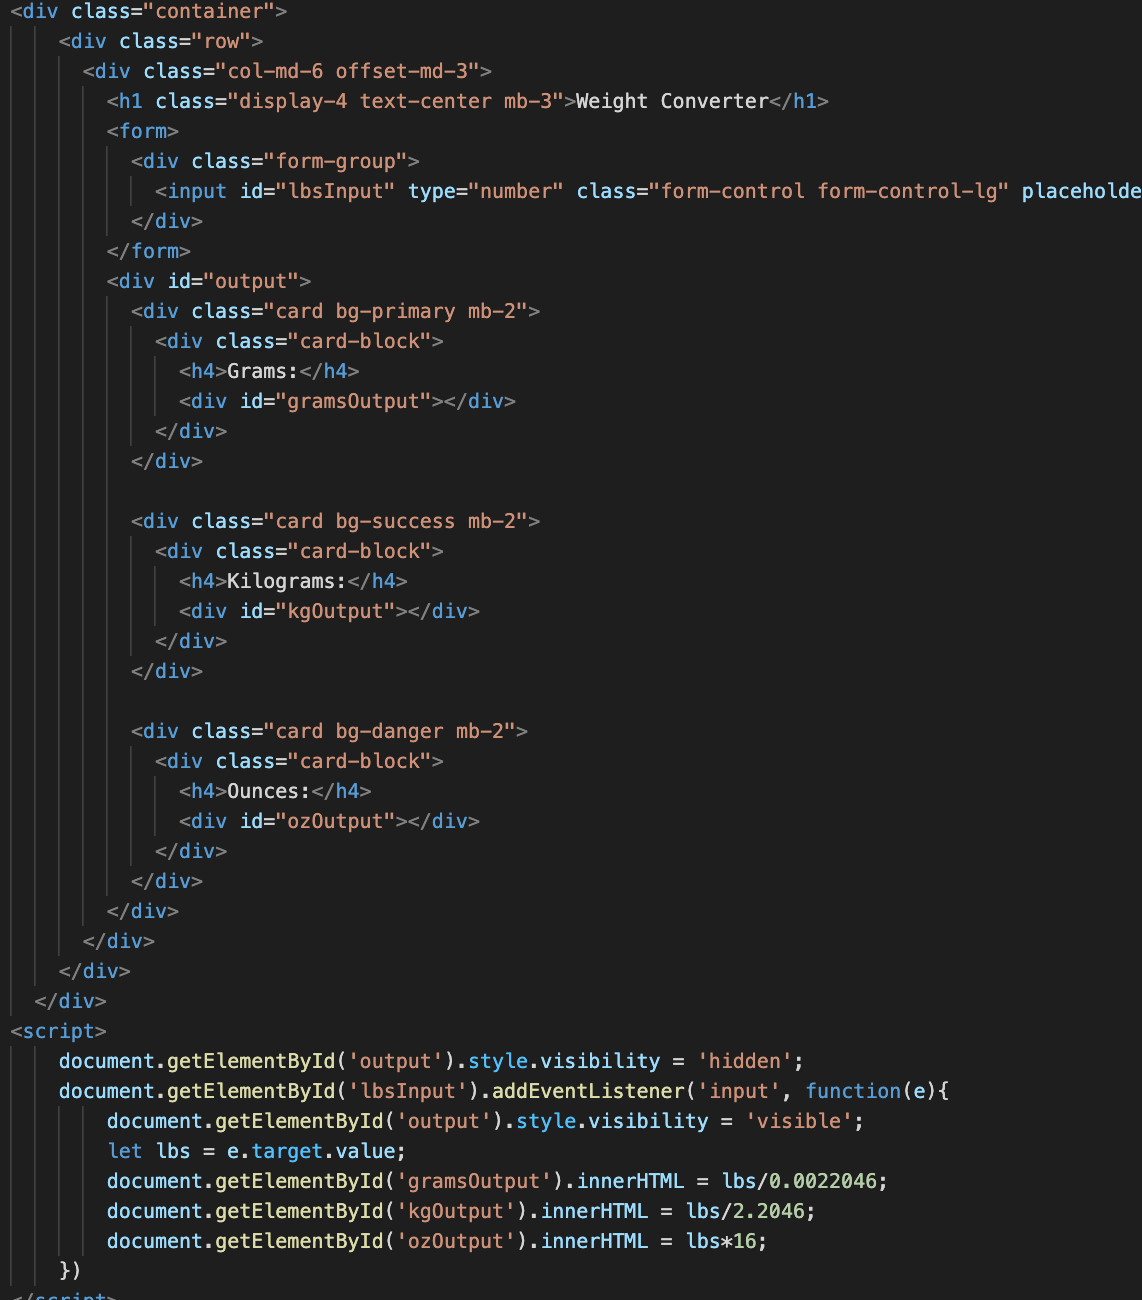 <div class="container">
<div class="row">
<div class="col-md-6 offset-md-3">
<h1 class="display-4 text-center mb-3">Weight Converter</h1>
<form>
<div class="form-group">
<input id="lbsInput" type="number" class="form-control form-control-lg" placeholde
</div>
</form>
<div id="output">
<div class="card bg-primary mb-2">
<div class="card-block">
<h4>Grams:</h4>
<div id="gramsOutput"></div>
</div>
</div>
<div class="card bg-success mb-2">
<div class="card-block">
<h4>Kilograms:</h4>
<div id="kgOutput"></div>
</div>
</div>
<div class="card bg-danger mb-2">
<div class="card-block">
<h4>Ounces:</h4>
<div id="ozOutput"></div>
</div>
</div>
</div>
</div>
</div>
</div>
<script>
document.getElementById('output').style.visibility = 'hidden';
document.getElementById('lbsInput').addEventListener('input', function(e){
document.getElementById('output').style.visibility = 'visible';
let lbs = e.target.value;
document.getElementById('gramsOutput').innerHTML = lbs/0.0022046;
document.getElementById('kgOutput').innerHTML = lbs/2.2046;
document.getElementById('ozOutput').innerHTML = lbs*16;
})
</script>